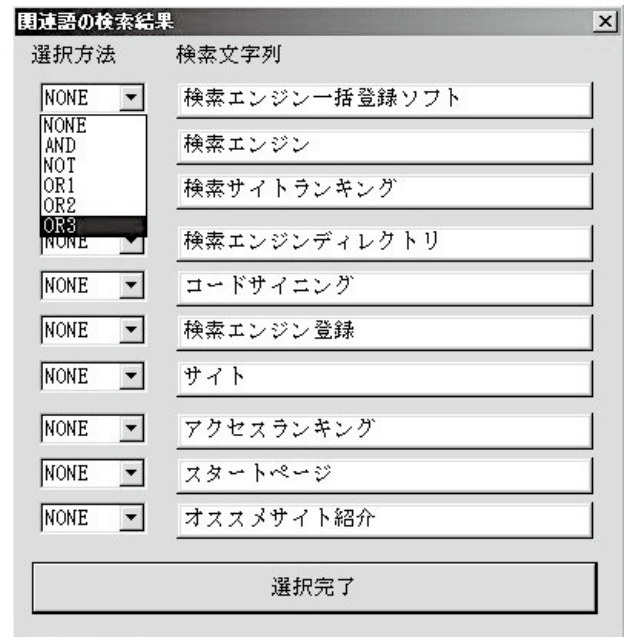 関連語の検索結果
選択方法 検索文字列
NONE 検索エンジン一括登録ソフト
NONE
AND 検索エンジン
NOT
OR1 検索サイトランキング
OR2
OR3
NONE 検索エンジンディレクトリ
NONE コードサイニング
NONE 検索エンジン登録
NONE サイト
NONE アクセスランキング
NONE スタートページ
NONE オススメサイト紹介
選択完了